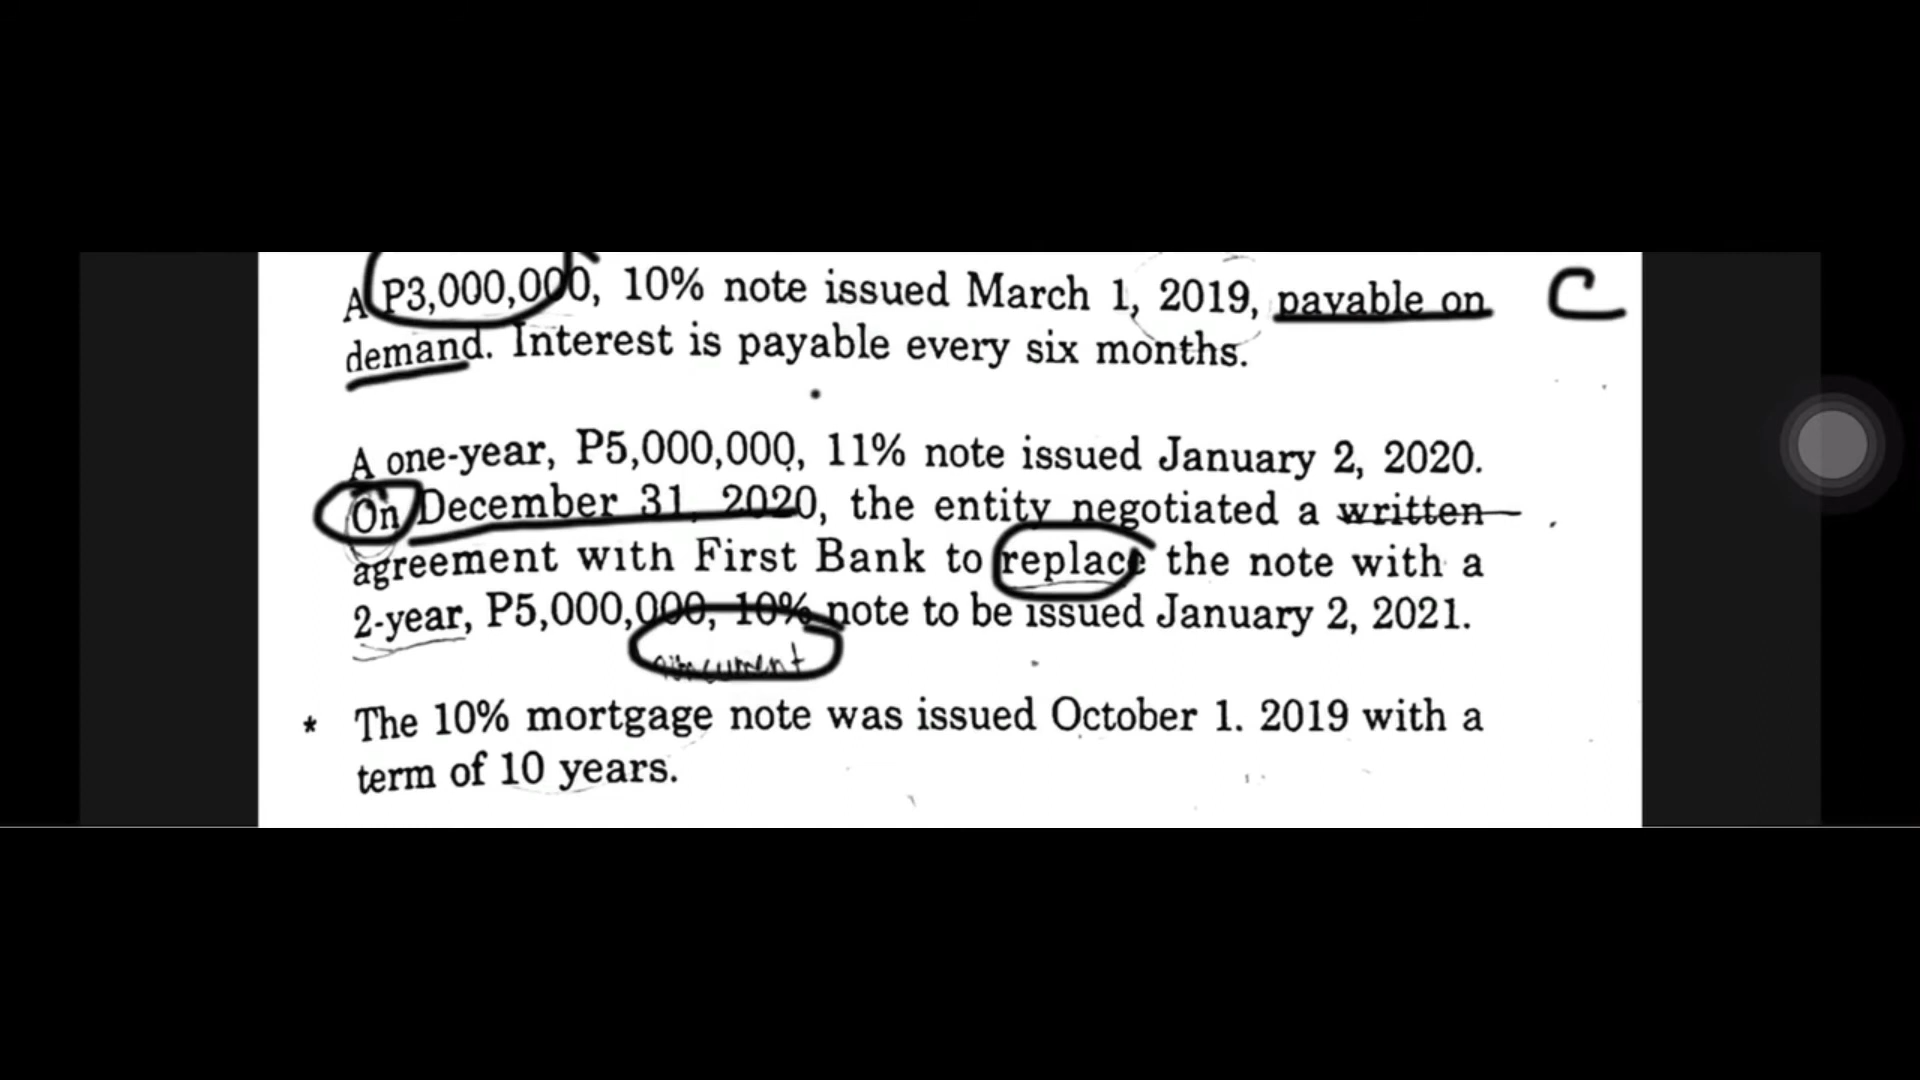 A P3,000,000, 10% note issued March 1, 2019, payable on C
demand. Interest is payable every six months.
A one-year, P5,000,000, 11% note issued January 2, 2020.
On December 31, 2020, the entity negotiated a written
agreement with First Bank to replace the note with a
2-year, P5,000,000, 10% note to be issued January 2, 2021.
* The 10% mortgage note was issued October 1. 2019 with a
term of 10 years.